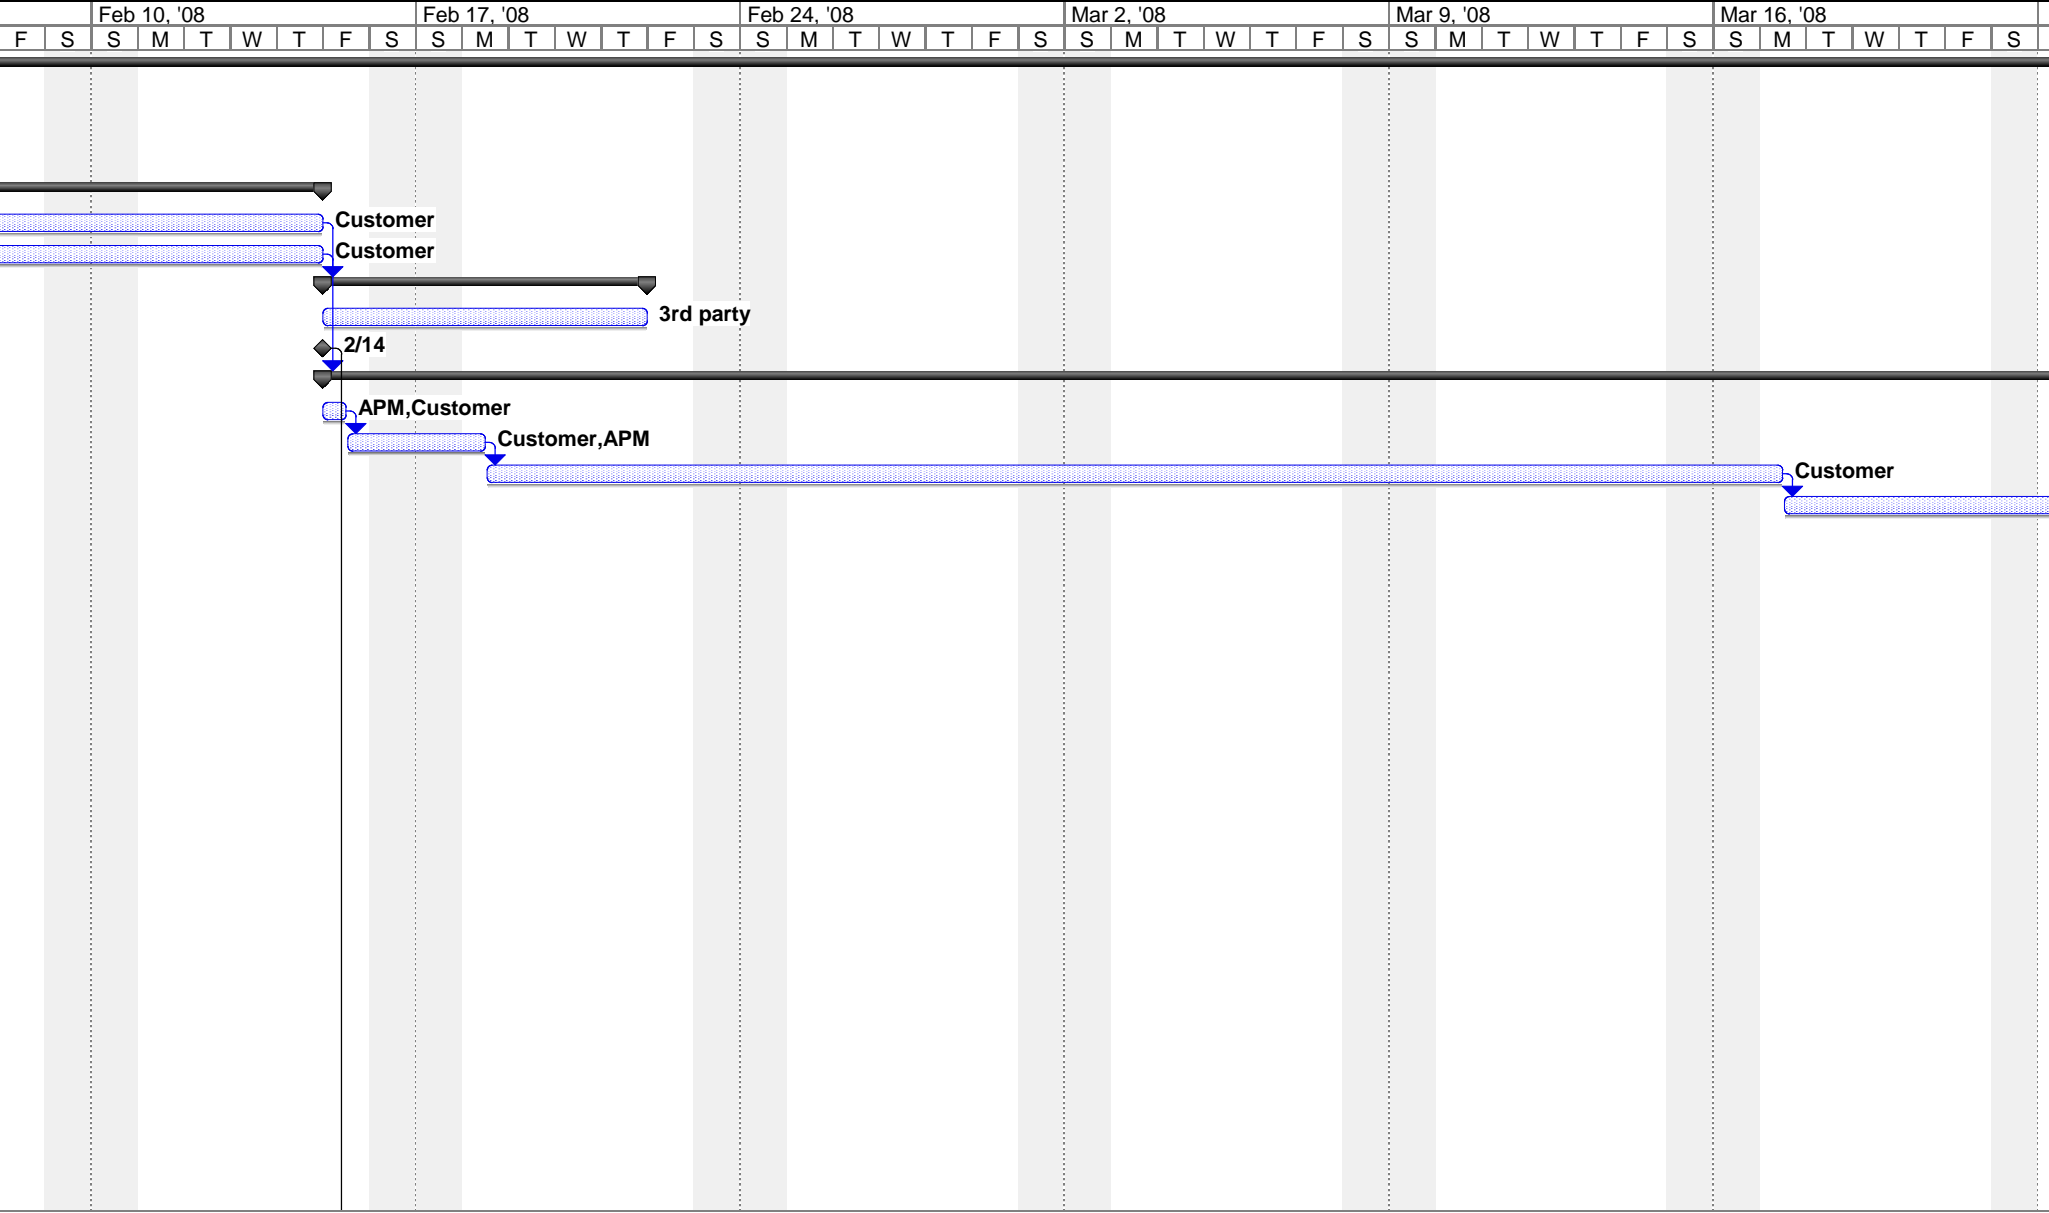 Feb 10, '08 Feb 17, '08 Feb 24, '08 Mar 2, '08 Mar 9, '08 Mar 16, '08
F S S M T W T F S S M T W T F S S M T W T F S S M T W T F S S M T W T F S S M T W T F S
Customer
Customer
3rd party
2/14
APM,Customer
Customer,APM
Customer